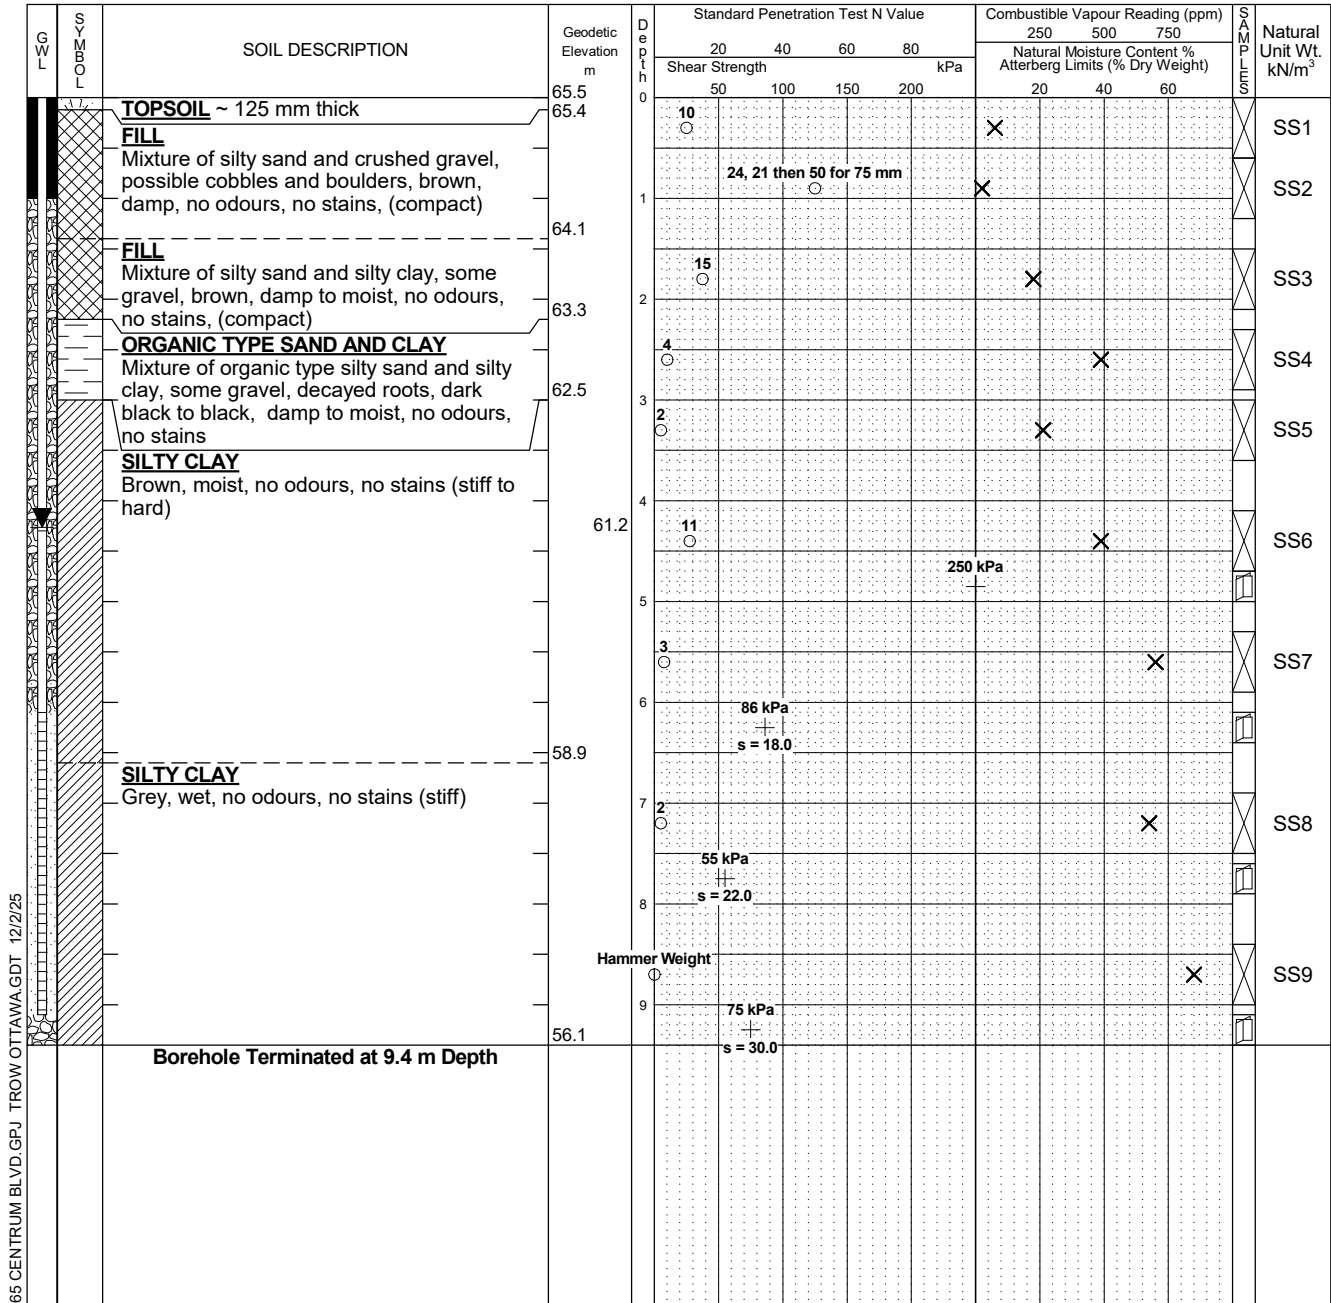 GWL
SYMBOL
SOIL DESCRIPTION
Geodetic
Elevation
m
Depth
Standard Penetration Test N Value
20 40 60 80
Shear Strength kPa
50 100 150 200
Combustible Vapour Reading (ppm)
250 500 750
Natural Moisture Content %
Atterberg Limits (% Dry Weight)
20 40 60
SAMPLES
Natural
Unit Wt.
kN/m³
65.5
0
TOPSOIL ~ 125 mm thick
65.4
10
SS1
FILL
Mixture of silty sand and crushed gravel,
possible cobbles and boulders, brown,
damp, no odours, no stains, (compact)
24, 21 then 50 for 75 mm
SS2
1
64.1
FILL
Mixture of silty sand and silty clay, some
gravel, brown, damp to moist, no odours,
no stains, (compact)
15
SS3
2
63.3
ORGANIC TYPE SAND AND CLAY
Mixture of organic type silty sand and silty
clay, some gravel, decayed roots, dark
black to black, damp to moist, no odours,
no stains
4
SS4
62.5
3
2
SS5
SILTY CLAY
Brown, moist, no odours, no stains (stiff to
hard)
4
61.2
11
SS6
250 kPa
5
3
SS7
6
86 kPa
s = 18.0
58.9
SILTY CLAY
Grey, wet, no odours, no stains (stiff)
7
2
SS8
55 kPa
s = 22.0
8
Hammer Weight
SS9
9
75 kPa
s = 30.0
56.1
Borehole Terminated at 9.4 m Depth
65 CENTRUM BLVD.GPJ TROW OTTAWA.GDT 12/2/25